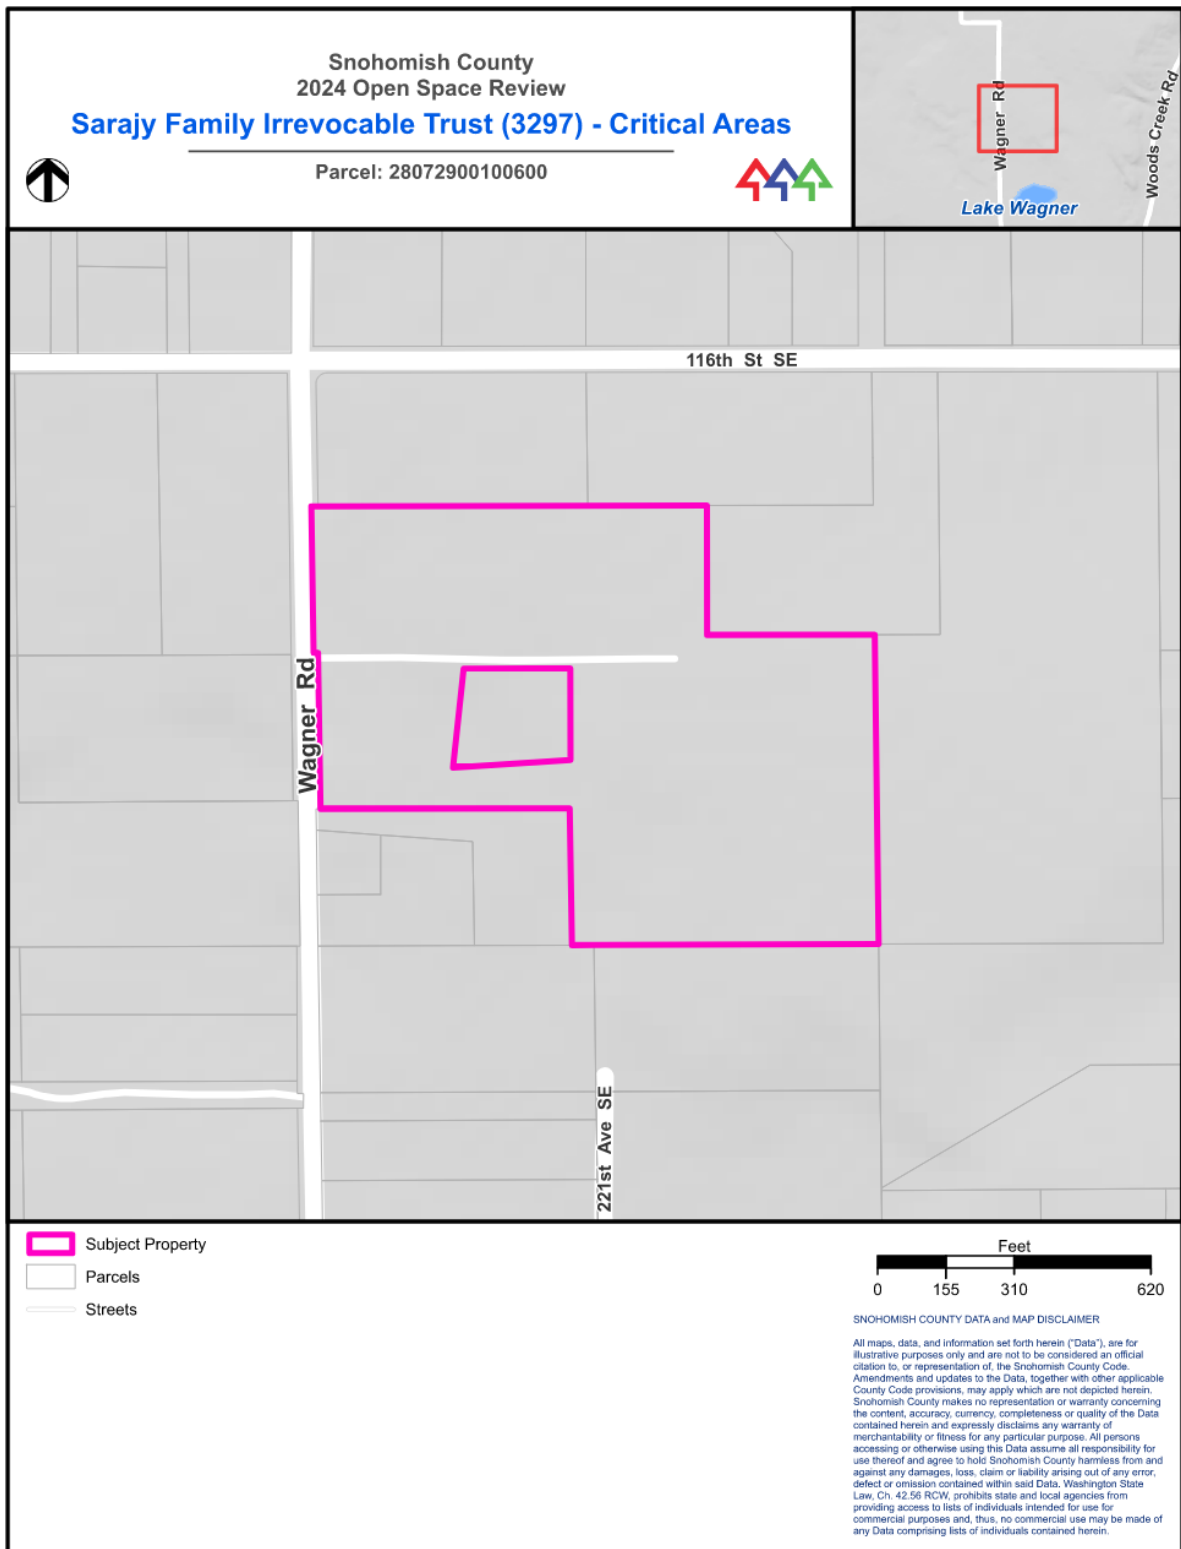 Snohomish County
2024 Open Space Review
Sarajy Family Irrevocable Trust (3297) - Critical Areas
Parcel: 28072900100600
Wagner Rd
Woods Creek Rd
Lake Wagner
116th St SE
Wagner Rd
221st Ave SE
Subject Property
Parcels
Streets
Feet
0 155 310 620
SNOHOMISH COUNTY DATA and MAP DISCLAIMER
All maps, data, and information set forth herein ("Data"), are for
illustrative purposes only and are not to be considered an official
citation to, or representation of, the Snohomish County Code.
Amendments and updates to the Data, together with other applicable
County Code provisions, may apply which are not depicted herein.
Snohomish County makes no representation or warranty concerning
the content, accuracy, currency, completeness or quality of the Data
contained herein and expressly disclaims any warranty of
merchantability or fitness for any particular purpose. All persons
accessing or otherwise using this Data assume all responsibility for
use thereof and agree to hold Snohomish County harmless from and
against any damages, loss, claim or liability arising out of any error,
defect or omission contained within said Data. Washington State
Law, Ch. 42.56 RCW, prohibits state and local agencies from
providing access to lists of individuals intended for use for
commercial purposes and, thus, no commercial use may be made of
any Data comprising lists of individuals contained herein.